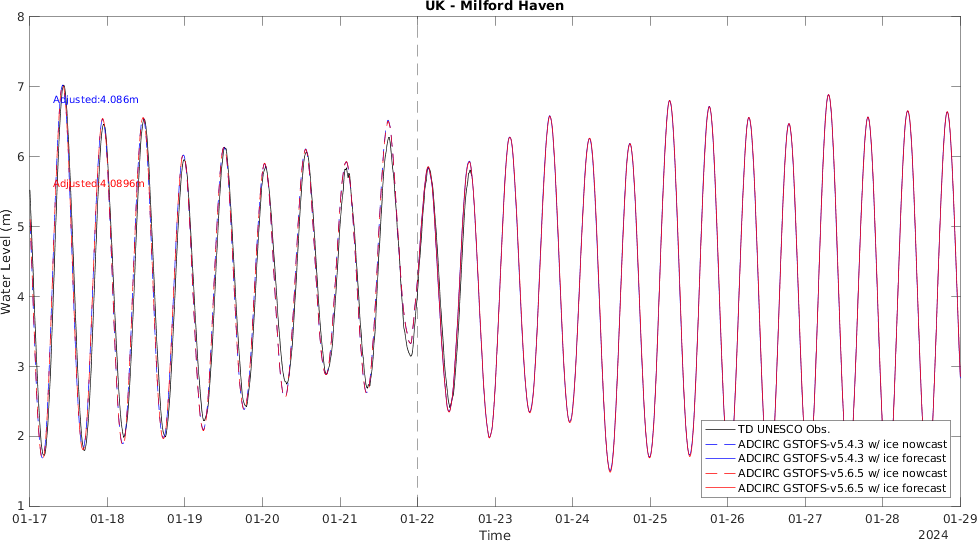 UK - Milford Haven
8
7
6
5
4
3
2
1
Water Level (m)
Adjusted:4.086m
Adjusted:4.0896m
TD UNESCO Obs.
ADCIRC GSTOFS-v5.4.3 w/ ice nowcast
ADCIRC GSTOFS-v5.4.3 w/ ice forecast
ADCIRC GSTOFS-v5.6.5 w/ ice nowcast
ADCIRC GSTOFS-v5.6.5 w/ ice forecast
01-17 01-18 01-19 01-20 01-21 01-22 01-23 01-24 01-25 01-26 01-27 01-28 01-29
Time
2024